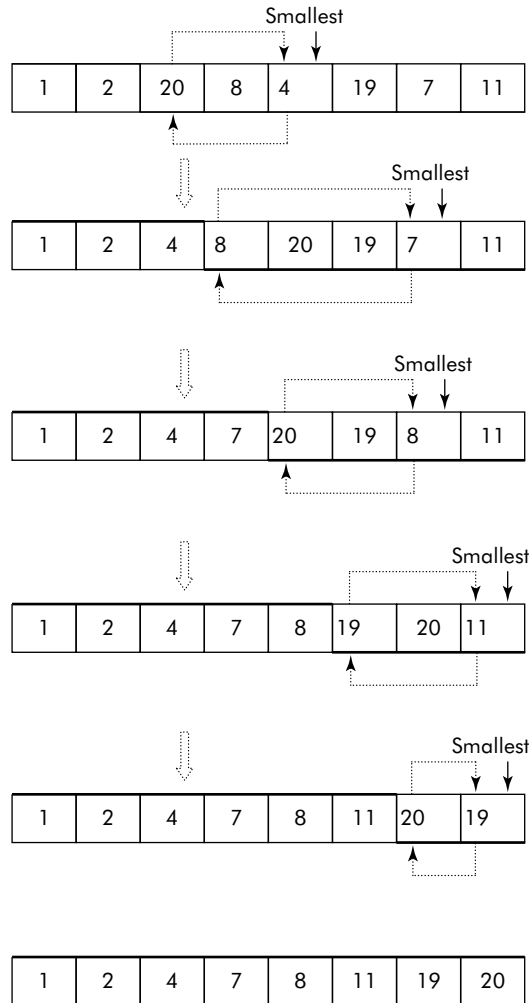 Smallest
1 2 20 8 4 19 7 11
Smallest
1 2 4 8 20 19 7 11
Smallest
1 2 4 7 20 19 8 11
Smallest
1 2 4 7 8 19 20 11
Smallest
1 2 4 7 8 11 20 19
1 2 4 7 8 11 19 20